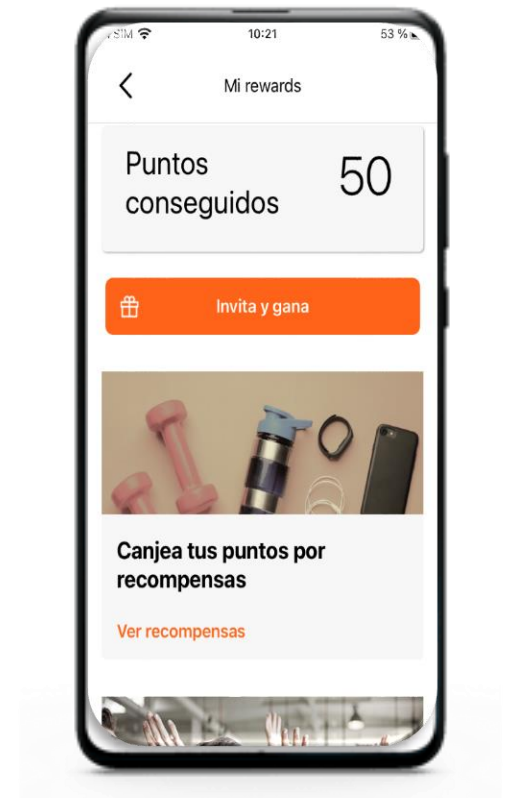 SIM
10:21
53 %
Mi rewards
Puntos
conseguidos
50
Invita y gana
Canjea tus puntos por
recompensas
Ver recompensas